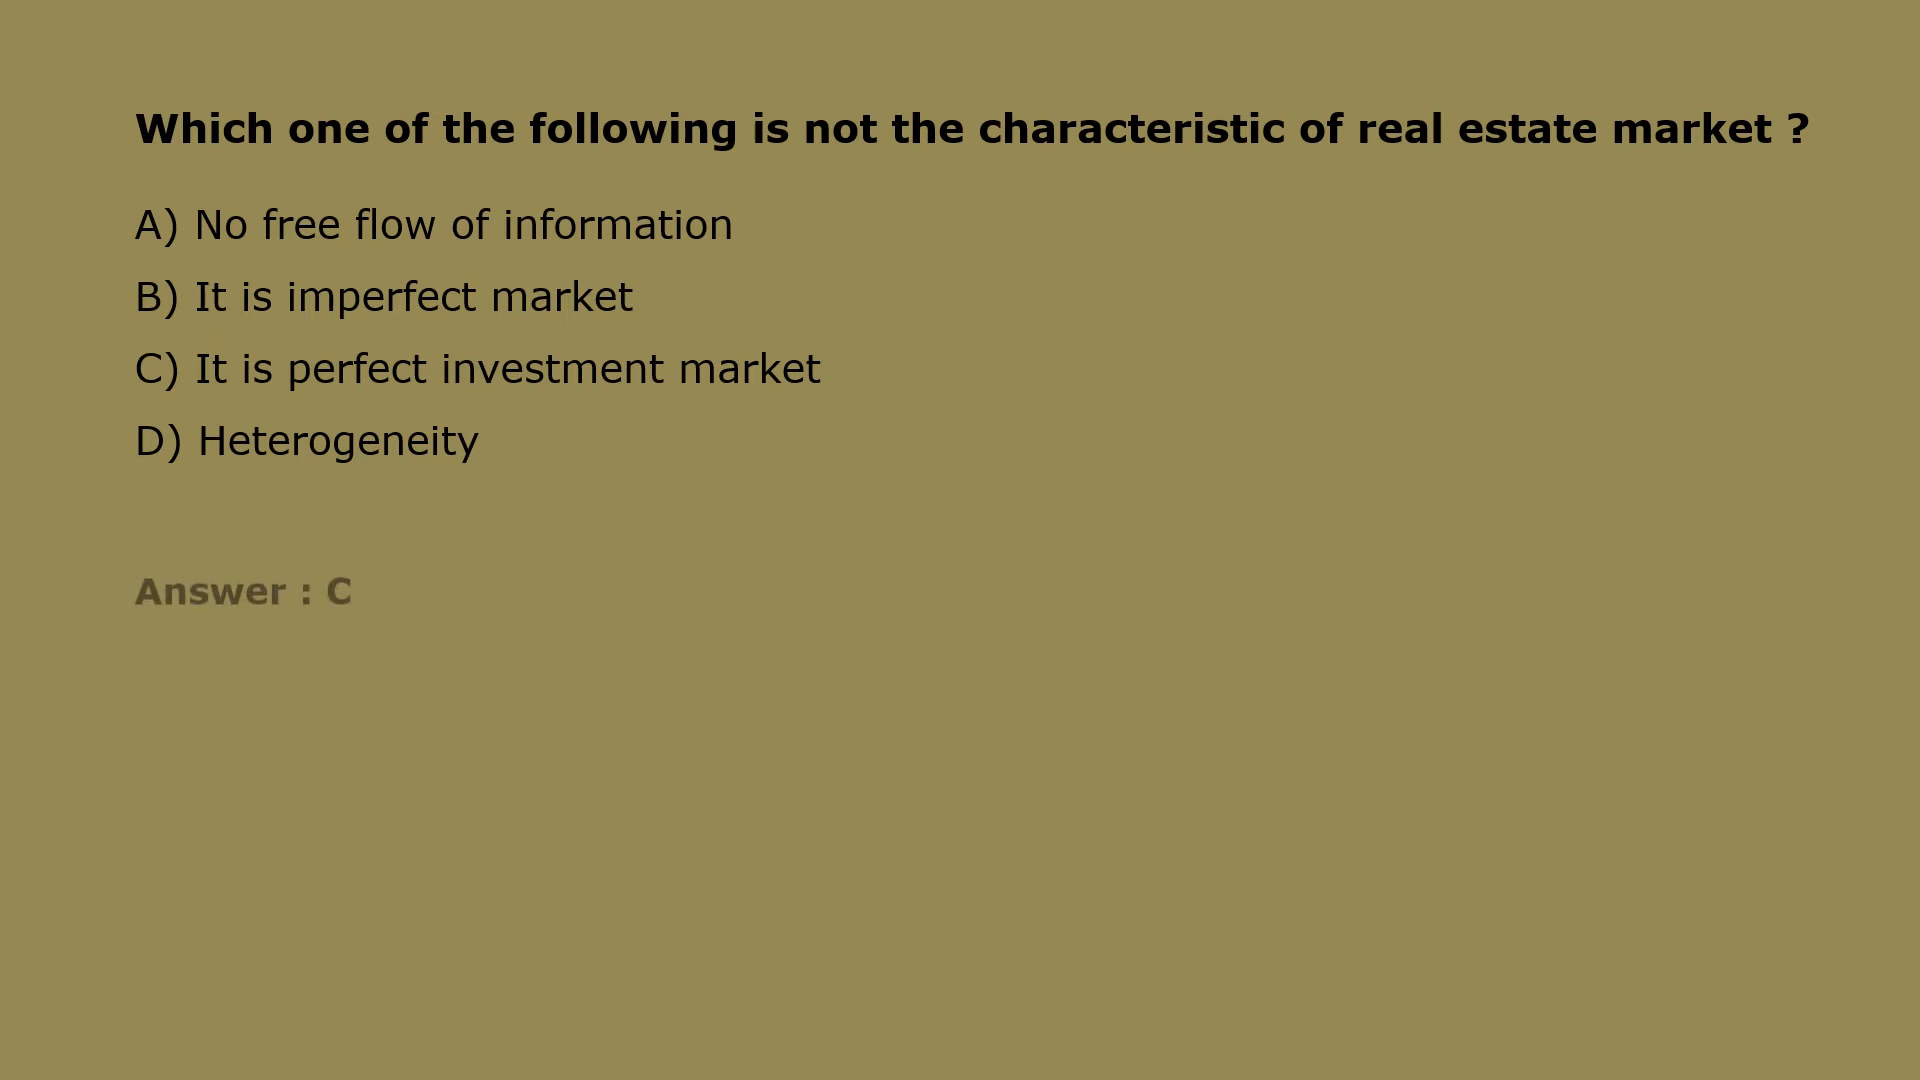 Which one of the following is not the characteristic of real estate market ?
A) No free flow of information
B) It is imperfect market
C) It is perfect investment market
D) Heterogeneity
Answer : C